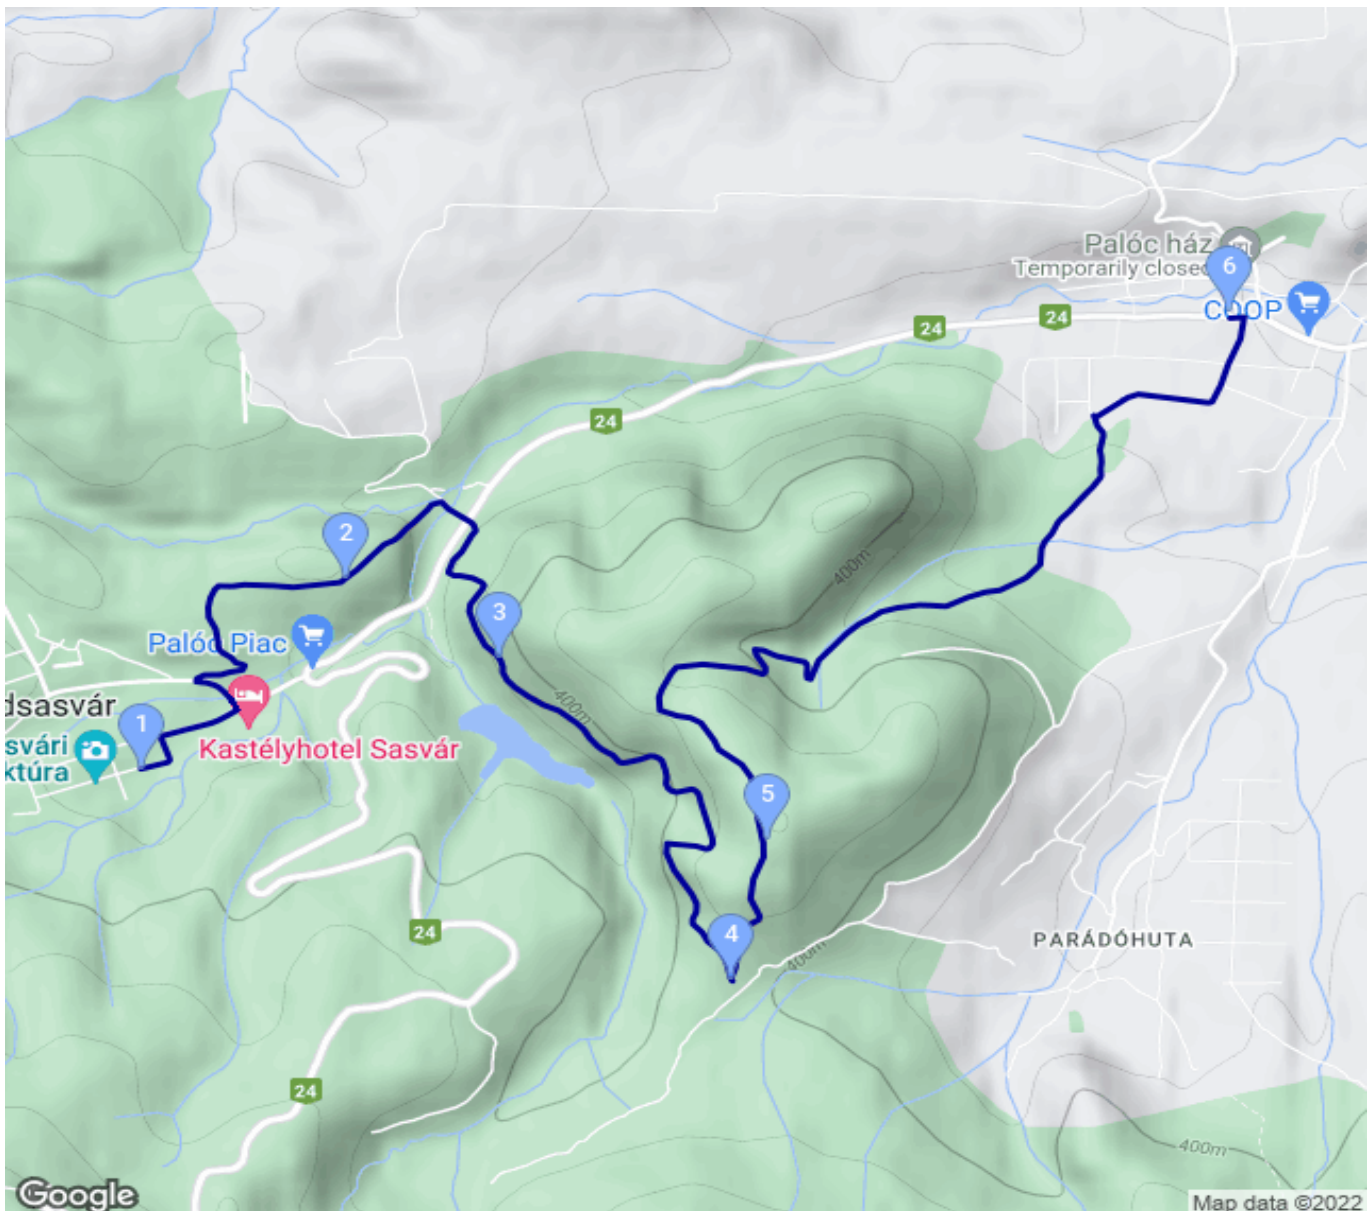 Palóc ház
Temporarily closed
6
24
24
COOP
24
2
400m
3
Palóc Piac
dsasvár
1
400m
svári
ktúra
Kastélyhotel Sasvár
5
24
4
400m
PARÁDÓHUTA
24
400m
Google
Map data ©2022